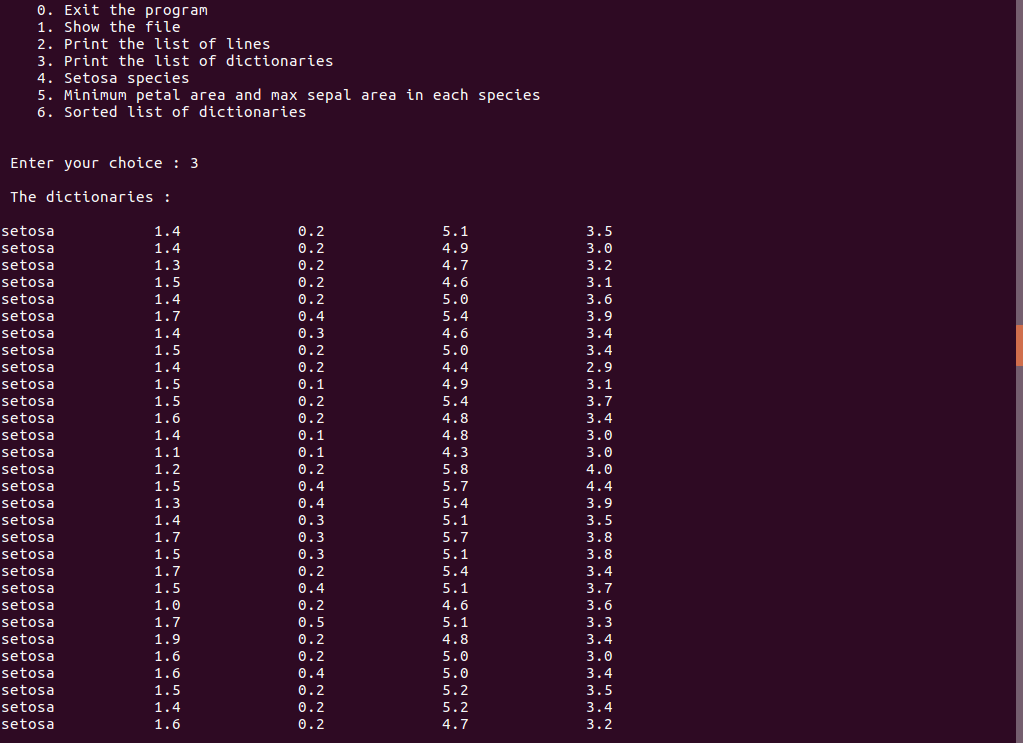 0. Exit the program
1. Show the file
2. Print the list of lines
3. Print the list of dictionaries
4. Setosa species
5. Minimum petal area and max sepal area in each species
6. Sorted list of dictionaries
Enter your choice : 3
The dictionaries :
setosa 1.4 0.2 5.1 3.5
setosa 1.4 0.2 4.9 3.0
setosa 1.3 0.2 4.7 3.2
setosa 1.5 0.2 4.6 3.1
setosa 1.4 0.2 5.0 3.6
setosa 1.7 0.4 5.4 3.9
setosa 1.4 0.3 4.6 3.4
setosa 1.5 0.2 5.0 3.4
setosa 1.4 0.2 4.4 2.9
setosa 1.5 0.1 4.9 3.1
setosa 1.5 0.2 5.4 3.7
setosa 1.6 0.2 4.8 3.4
setosa 1.4 0.1 4.8 3.0
setosa 1.1 0.1 4.3 3.0
setosa 1.2 0.2 5.8 4.0
setosa 1.5 0.4 5.7 4.4
setosa 1.3 0.4 5.4 3.9
setosa 1.4 0.3 5.1 3.5
setosa 1.7 0.3 5.7 3.8
setosa 1.5 0.3 5.1 3.8
setosa 1.7 0.2 5.4 3.4
setosa 1.5 0.4 5.1 3.7
setosa 1.0 0.2 4.6 3.6
setosa 1.7 0.5 5.1 3.3
setosa 1.9 0.2 4.8 3.4
setosa 1.6 0.2 5.0 3.0
setosa 1.6 0.4 5.0 3.4
setosa 1.5 0.2 5.2 3.5
setosa 1.4 0.2 5.2 3.4
setosa 1.6 0.2 4.7 3.2